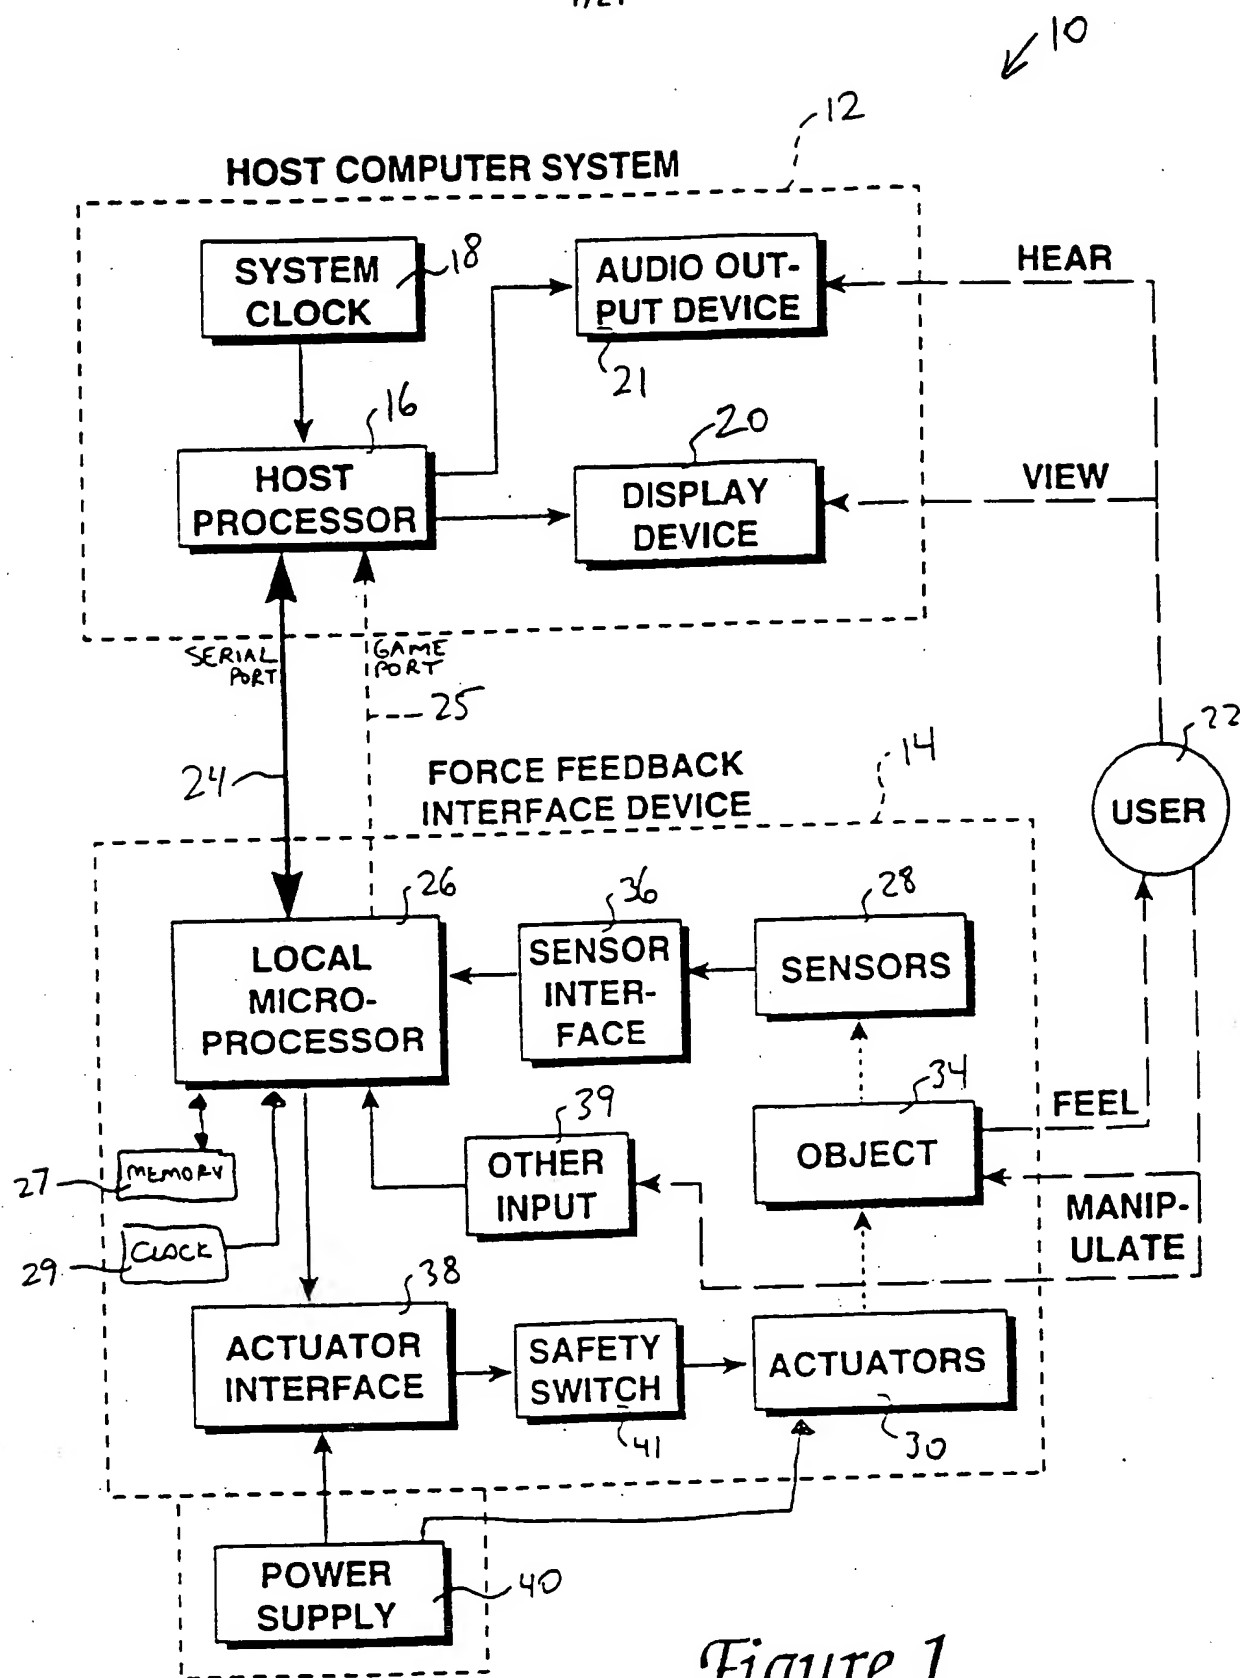 10
12
HOST COMPUTER SYSTEM
SYSTEM
CLOCK
18
AUDIO OUT-
PUT DEVICE
21
HEAR
16
HOST
PROCESSOR
20
DISPLAY
DEVICE
VIEW
SERIAL
PORT
GAME
PORT
25
24
22
USER
14
FORCE FEEDBACK
INTERFACE DEVICE
26
LOCAL
MICRO-
PROCESSOR
36
SENSOR
INTER-
FACE
28
SENSORS
34
OBJECT
FEEL
MANIP-
ULATE
39
OTHER
INPUT
27
MEMORY
29
CLOCK
38
ACTUATOR
INTERFACE
SAFETY
SWITCH
41
ACTUATORS
30
POWER
SUPPLY
40
Figure 1